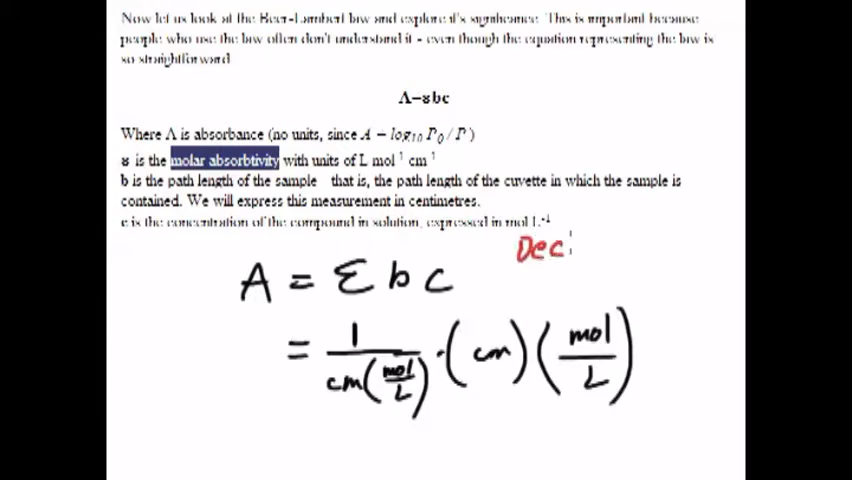 Now let us look at the Beer-Lambert law and explore it's significance. This is important because
people who use the law often don't understand it - even though the equation representing the law is
so straightforward
A=εbc
Where A is absorbance (no units, since A = log10 P0 / P )
ε is the molar absorbtivity with units of L mol-1 cm-1
b is the path length of the sample - that is, the path length of the cuvette in which the sample is
contained. We will express this measurement in centimetres.
c is the concentration of the compound in solution, expressed in mol L-1
Dec
A = Σ b c
= 1/cm(mol/L) · (cm) (mol/L)